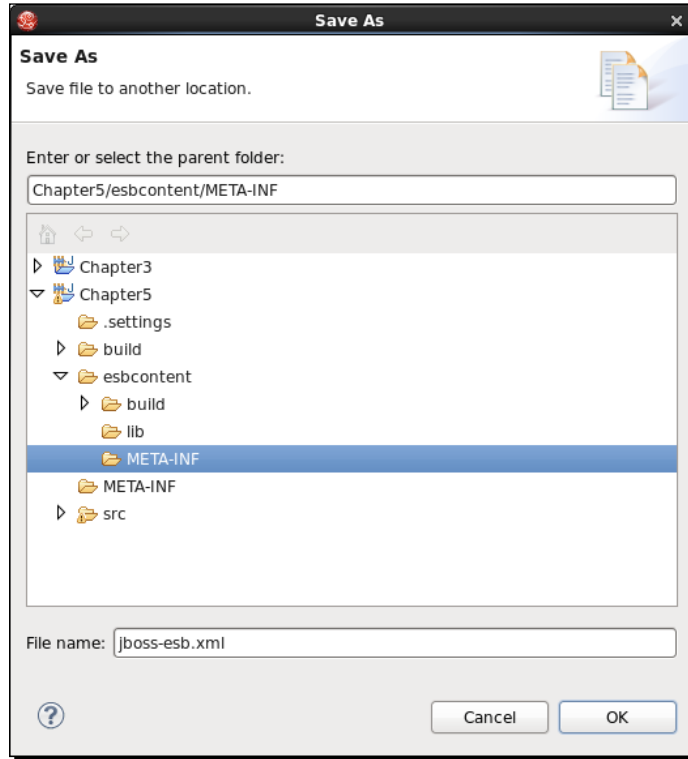 Save As
Save As
Save file to another location.
Enter or select the parent folder:
Chapter5/esbcontent/META-INF
Chapter3
Chapter5
.settings
build
esbcontent
build
lib
META-INF
META-INF
src
File name: jboss-esb.xml
Cancel OK